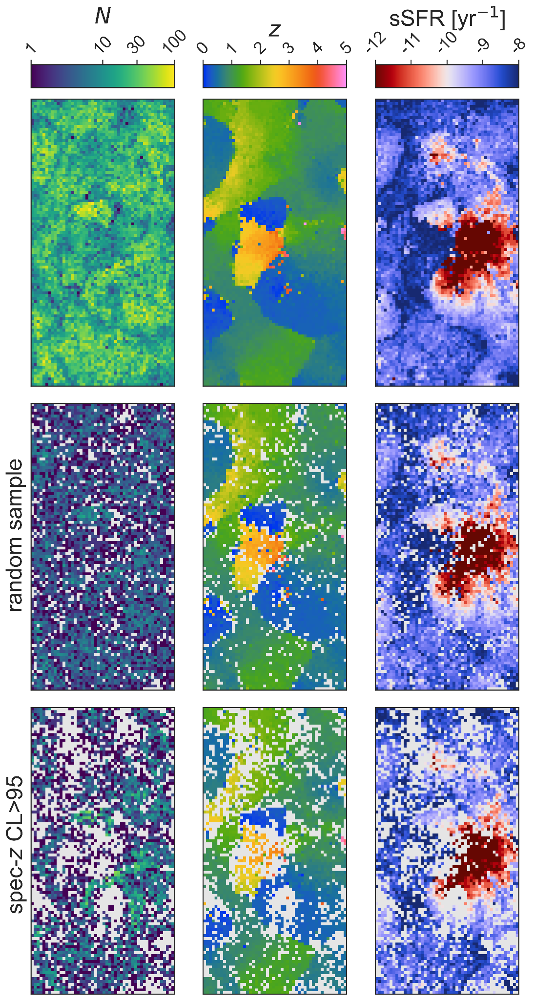 N
1 10 30 100
z
0 1 2 3 4 5
sSFR [yr⁻¹]
-12 -11 -10 -9 -8
random sample
spec-z CL>95